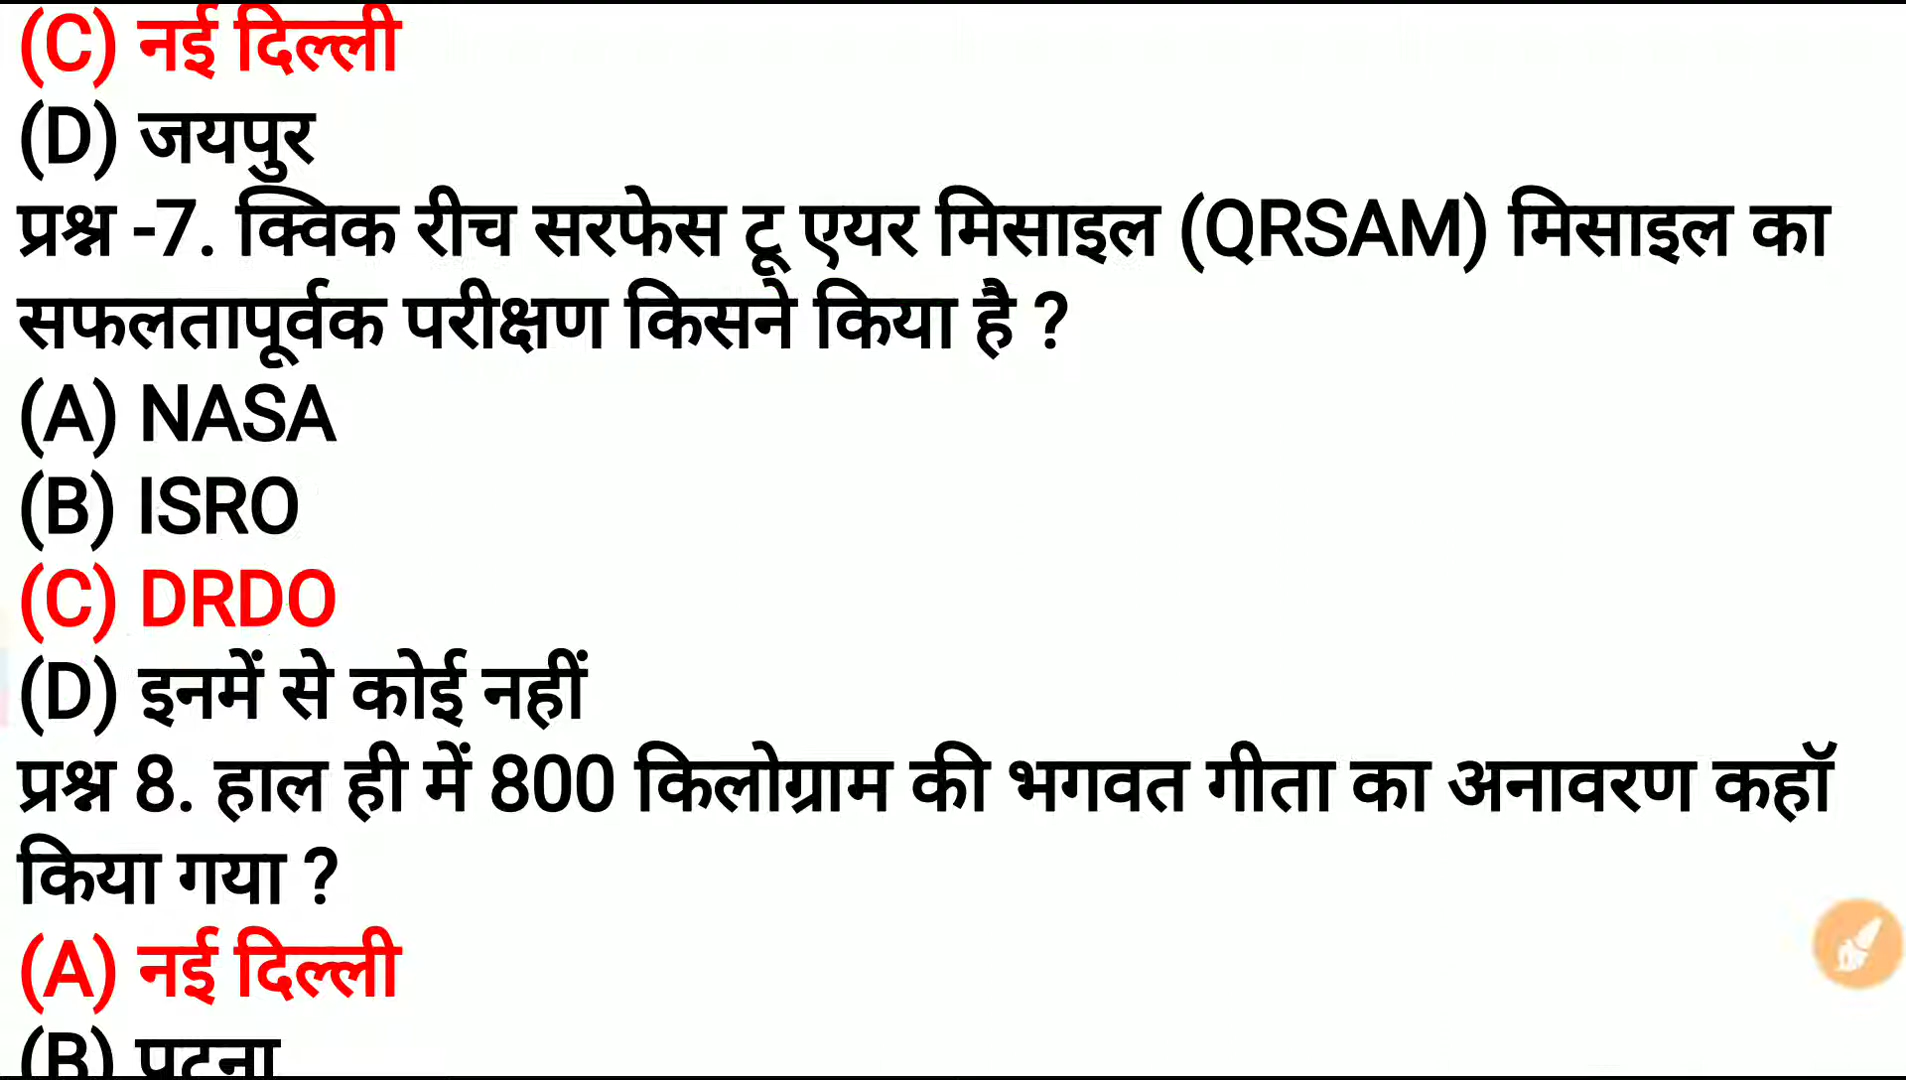 (C) नई दिल्ली
(D) जयपुर
प्रश्न -7. क्विक रीच सरफेस टू एयर मिसाइल (QRSAM) मिसाइल का
सफलतापूर्वक परीक्षण किसने किया है ?
(A) NASA
(B) ISRO
(C) DRDO
(D) इनमें से कोई नहीं
प्रश्न 8. हाल ही में 800 किलोग्राम की भगवत गीता का अनावरण कहॉ
किया गया ?
(A) नई दिल्ली
(B) पटना